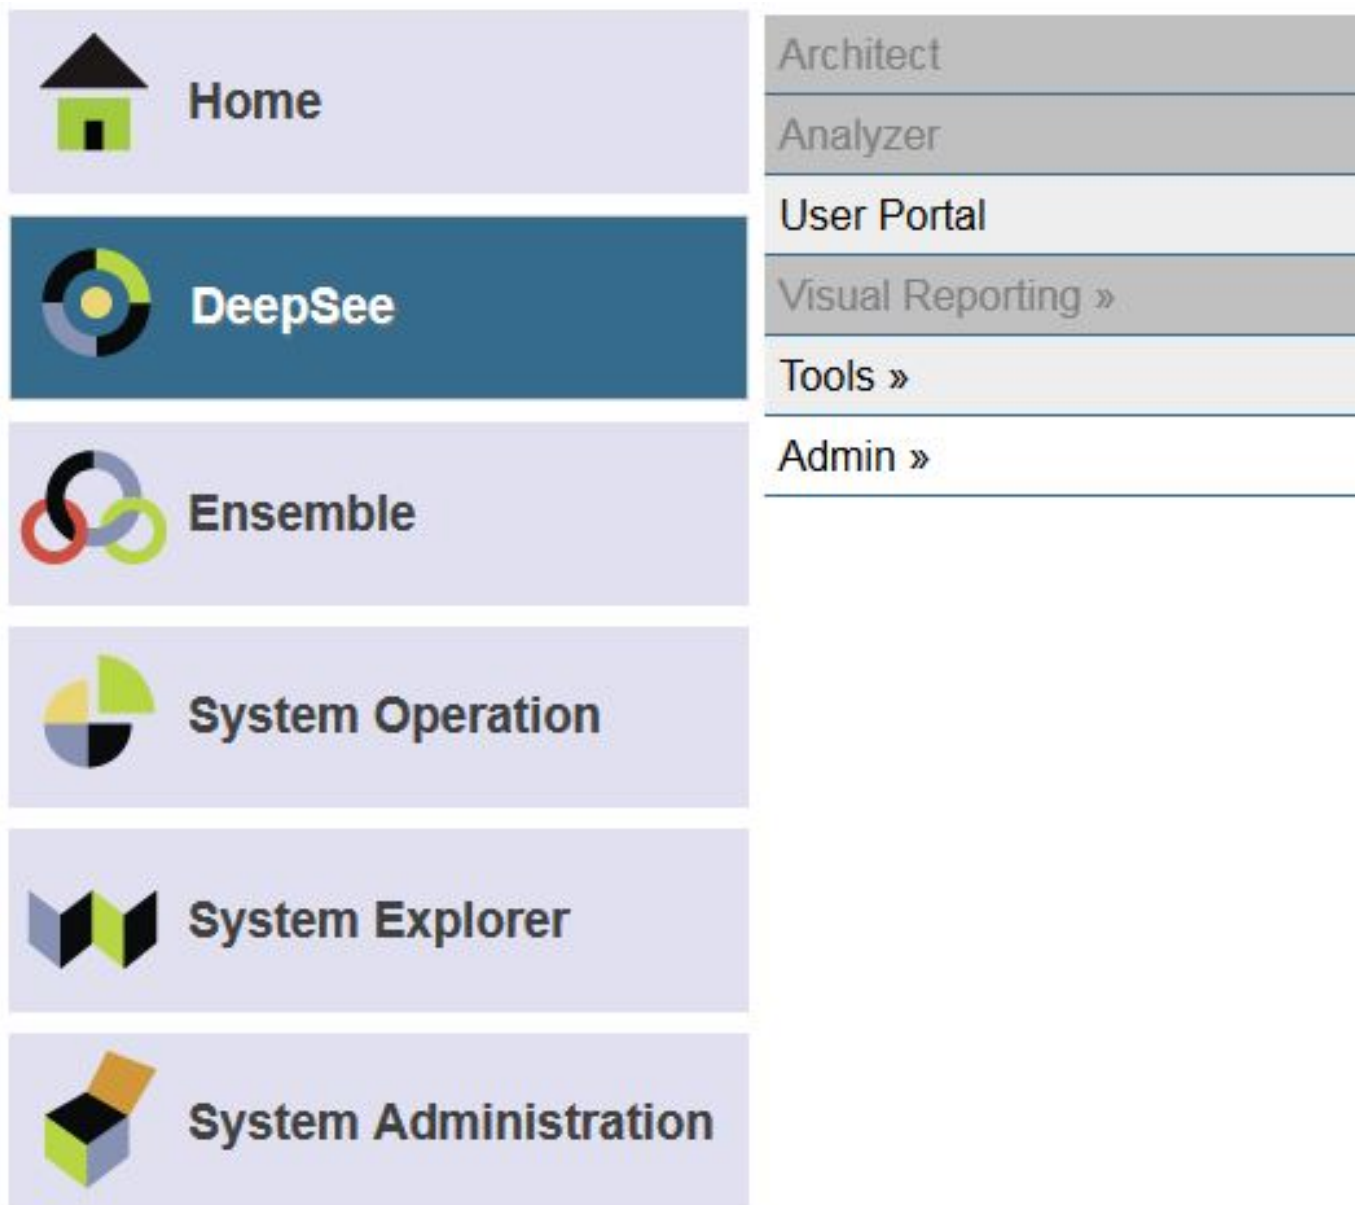 Home
DeepSee
Ensemble
System Operation
System Explorer
System Administration
Architect
Analyzer
User Portal
Visual Reporting »
Tools »
Admin »